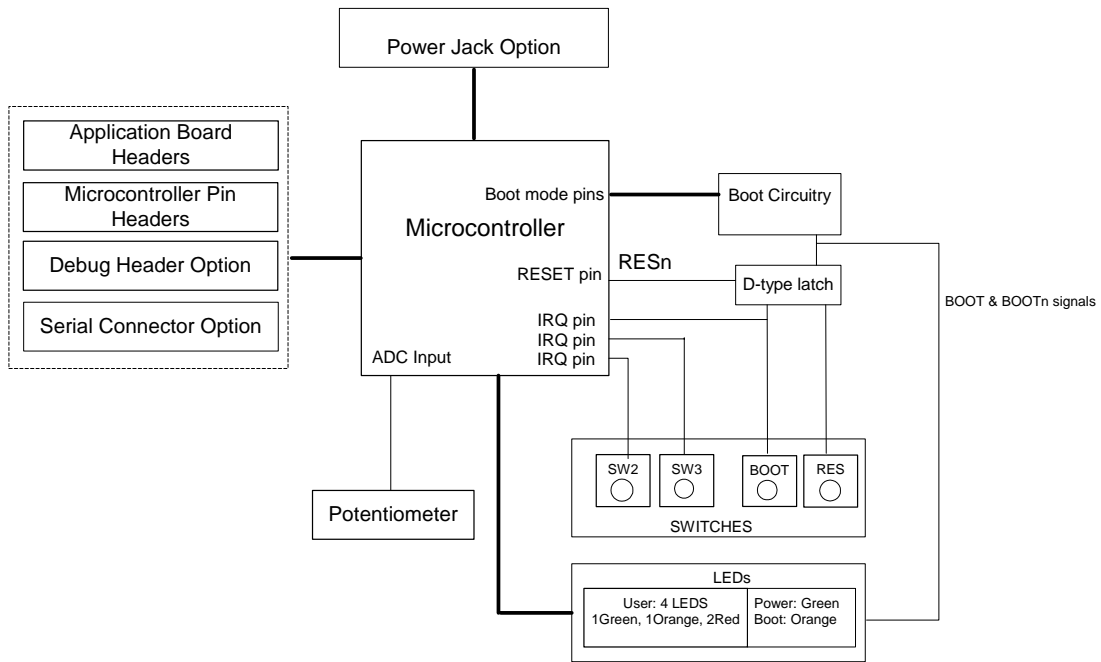 Power Jack Option
Application Board
Headers
Microcontroller Pin
Headers
Debug Header Option
Serial Connector Option
Microcontroller
Boot mode pins
RESET pin
IRQ pin
IRQ pin
IRQ pin
ADC Input
RESn
Boot Circuitry
D-type latch
BOOT & BOOTn signals
Potentiometer
SW2
SW3
BOOT
RES
SWITCHES
LEDs
User: 4 LEDS
1Green, 1Orange, 2Red
Power: Green
Boot: Orange